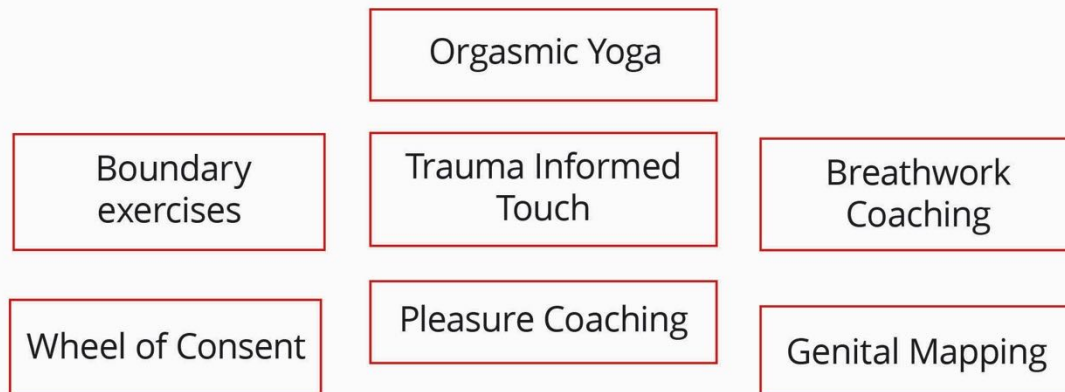 Orgasmic Yoga
Boundary
exercises
Trauma Informed
Touch
Breathwork
Coaching
Wheel of Consent
Pleasure Coaching
Genital Mapping